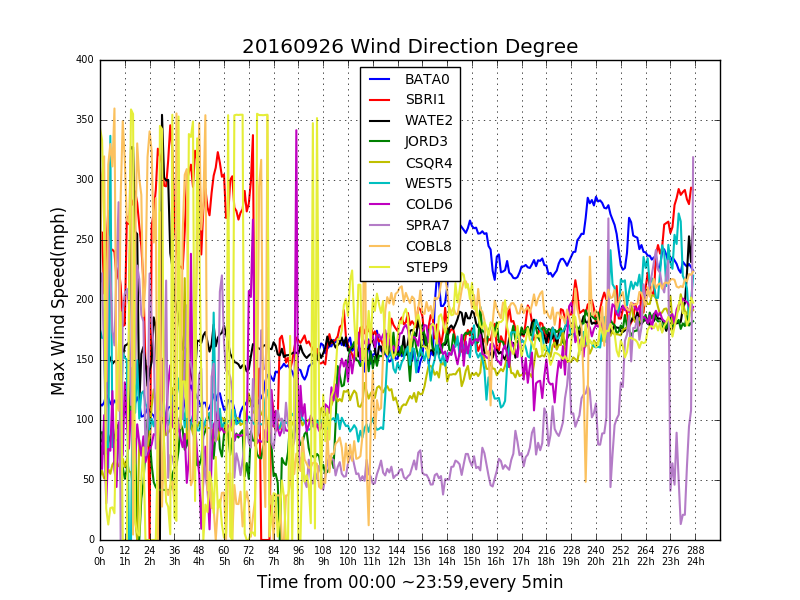 20160926 Wind Direction Degree
Max Wind Speed(mph)
400
350
300
250
200
150
100
50
0
BATA0
SBRI1
WATE2
JORD3
CSQR4
WEST5
COLD6
SPRA7
COBL8
STEP9
0 12 24 36 48 60 72 84 96 108 120 132 144 156 168 180 192 204 216 228 240 252 264 276 288
0h 1h 2h 3h 4h 5h 6h 7h 8h 9h 10h 11h 12h 13h 14h 15h 16h 17h 18h 19h 20h 21h 22h 23h 24h
Time from 00:00 ~23:59,every 5min